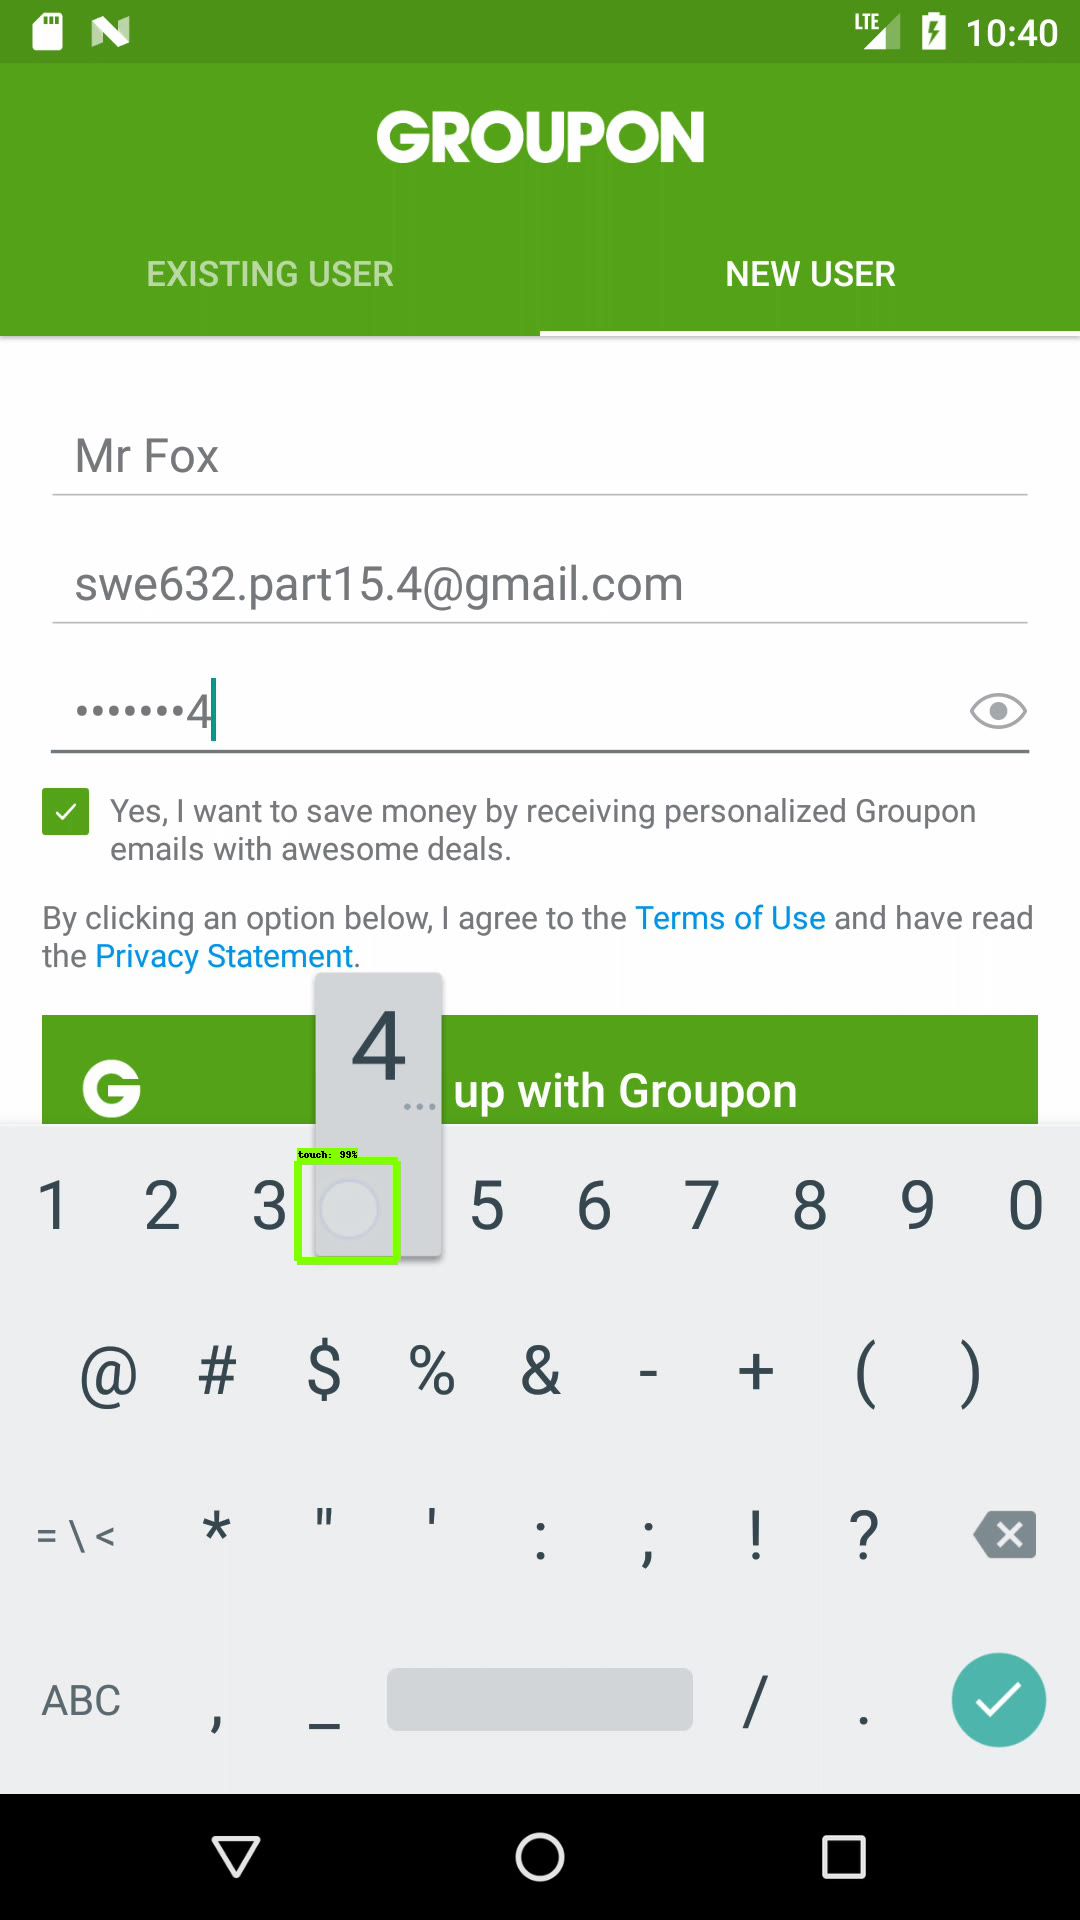 LTE 10:40
GROUPON
EXISTING USER NEW USER
Mr Fox
swe632.part15.4@gmail.com
•••••••4
Yes, I want to save money by receiving personalized Groupon
emails with awesome deals.
By clicking an option below, I agree to the Terms of Use and have read
the Privacy Statement.
4
...
G up with Groupon
touch: 99%
1 2 3 5 6 7 8 9 0
@ # $ % & - + ( )
= \ < * " ' : ; ! ?
ABC , _ / .